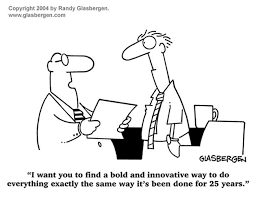 Copyright 2004 by Randy Glasbergen.
www.glasbergen.com
GLASBERGEN
“I want you to find a bold and innovative way to do
everything exactly the same way it’s been done for 25 years.”